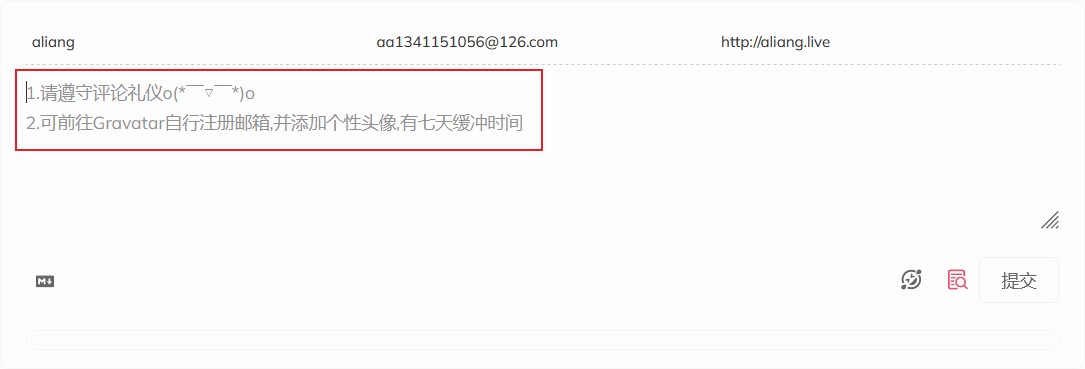 aliang aa1341151056@126.com http://aliang.live
1.请遵守评论礼仪o(*￣▽￣*)o
2.可前往Gravatar自行注册邮箱,并添加个性头像,有七天缓冲时间
M↓ 提交